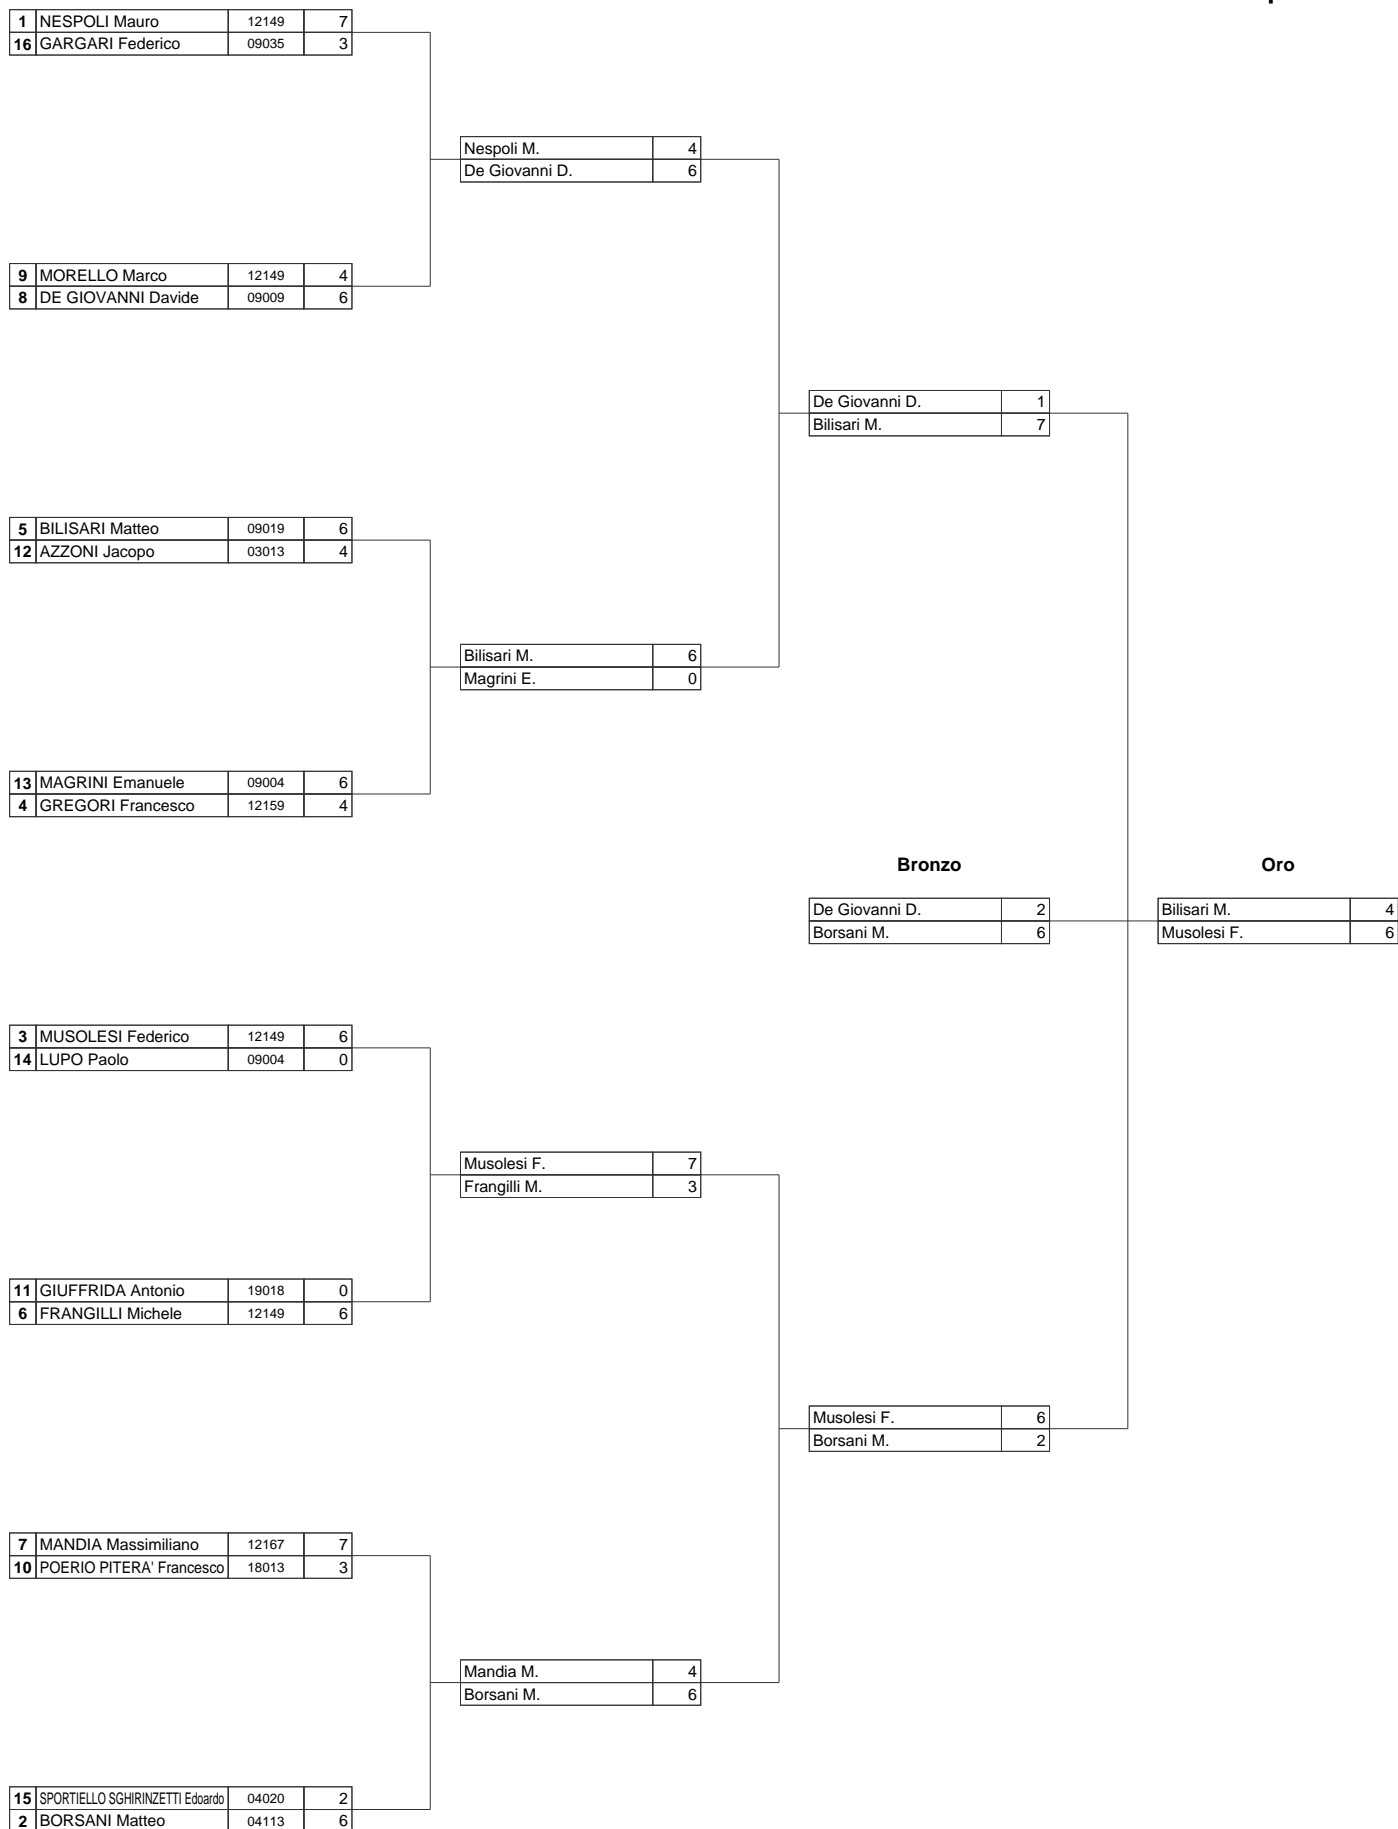 1 NESPOLI Mauro 12149 7
16 GARGARI Federico 09035 3
Nespoli M. 4
De Giovanni D. 6
9 MORELLO Marco 12149 4
8 DE GIOVANNI Davide 09009 6
De Giovanni D. 1
Bilisari M. 7
5 BILISARI Matteo 09019 6
12 AZZONI Jacopo 03013 4
Bilisari M. 6
Magrini E. 0
13 MAGRINI Emanuele 09004 6
4 GREGORI Francesco 12159 4
Bronzo Oro
De Giovanni D. 2 Bilisari M. 4
Borsani M. 6 Musolesi F. 6
3 MUSOLESI Federico 12149 6
14 LUPO Paolo 09004 0
Musolesi F. 7
Frangilli M. 3
11 GIUFFRIDA Antonio 19018 0
6 FRANGILLI Michele 12149 6
Musolesi F. 6
Borsani M. 2
7 MANDIA Massimiliano 12167 7
10 POERIO PITERA' Francesco 18013 3
Mandia M. 4
Borsani M. 6
15 SPORTIELLO SGHIRINZETTI Edoardo 04020 2
2 BORSANI Matteo 04113 6